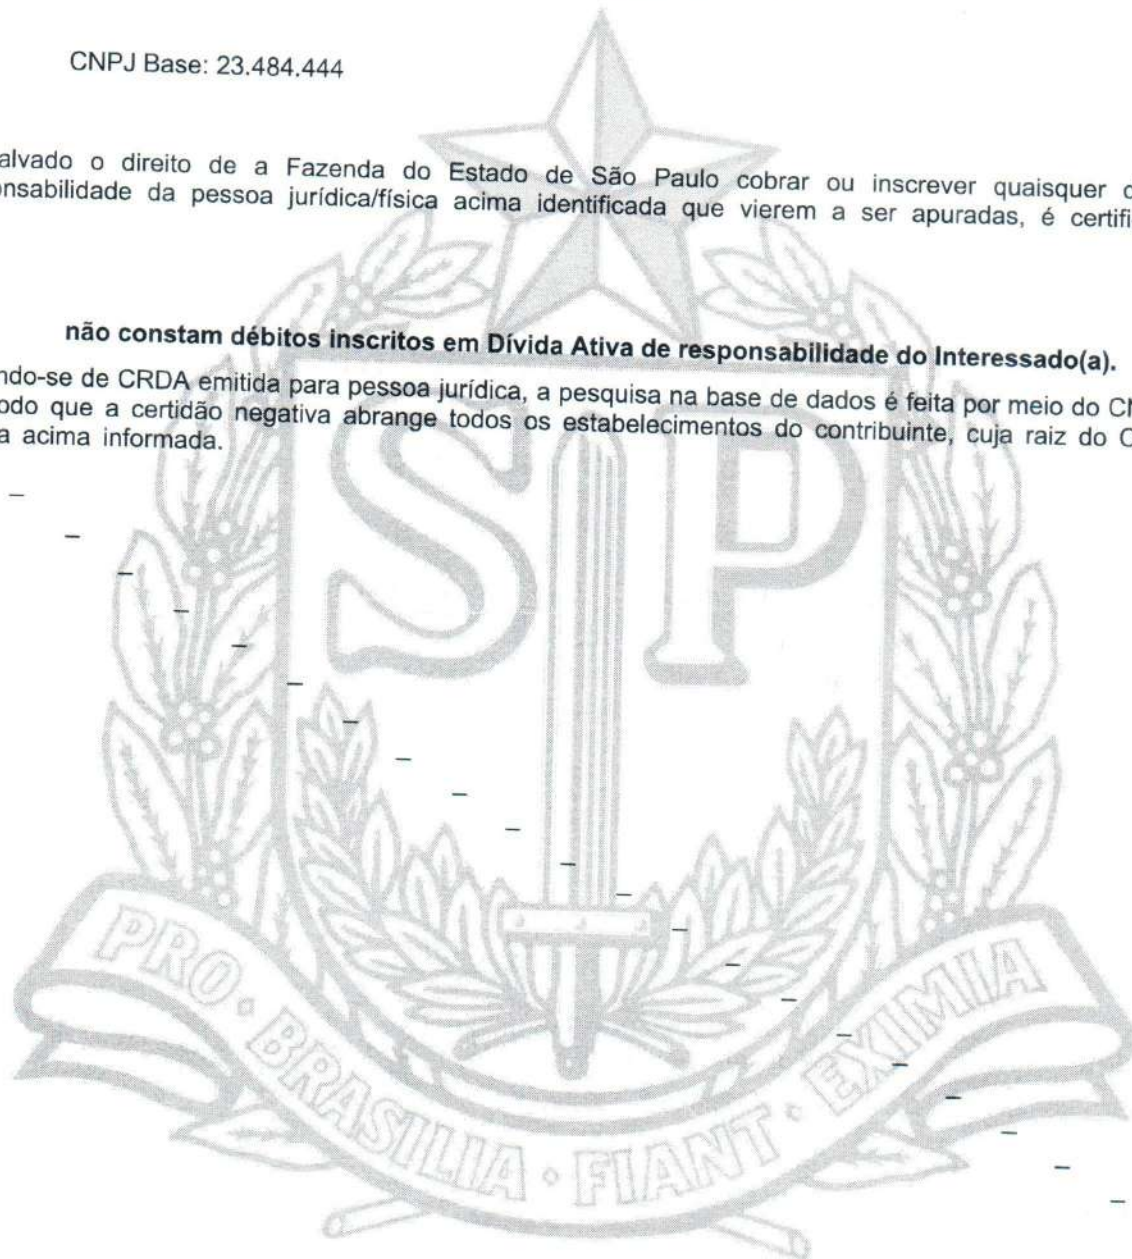 CNPJ Base: 23.484.444
alvado o direito de a Fazenda do Estado de São Paulo cobrar ou inscrever quaisquer d
onsabilidade da pessoa jurídica/física acima identificada que vierem a ser apuradas, é certifi
não constam débitos inscritos em Dívida Ativa de responsabilidade do Interessado(a).
ndo-se de CRDA emitida para pessoa jurídica, a pesquisa na base de dados é feita por meio do CN
odo que a certidão negativa abrange todos os estabelecimentos do contribuinte, cuja raiz do C
a acima informada.
SP
PRO · BRASILIA · FIANT · EXIMIA